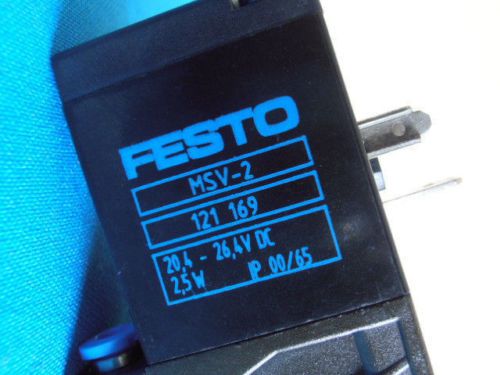 FESTO
MSV-2
121 169
20,4 - 26,4V DC
2,5W IP 00/65